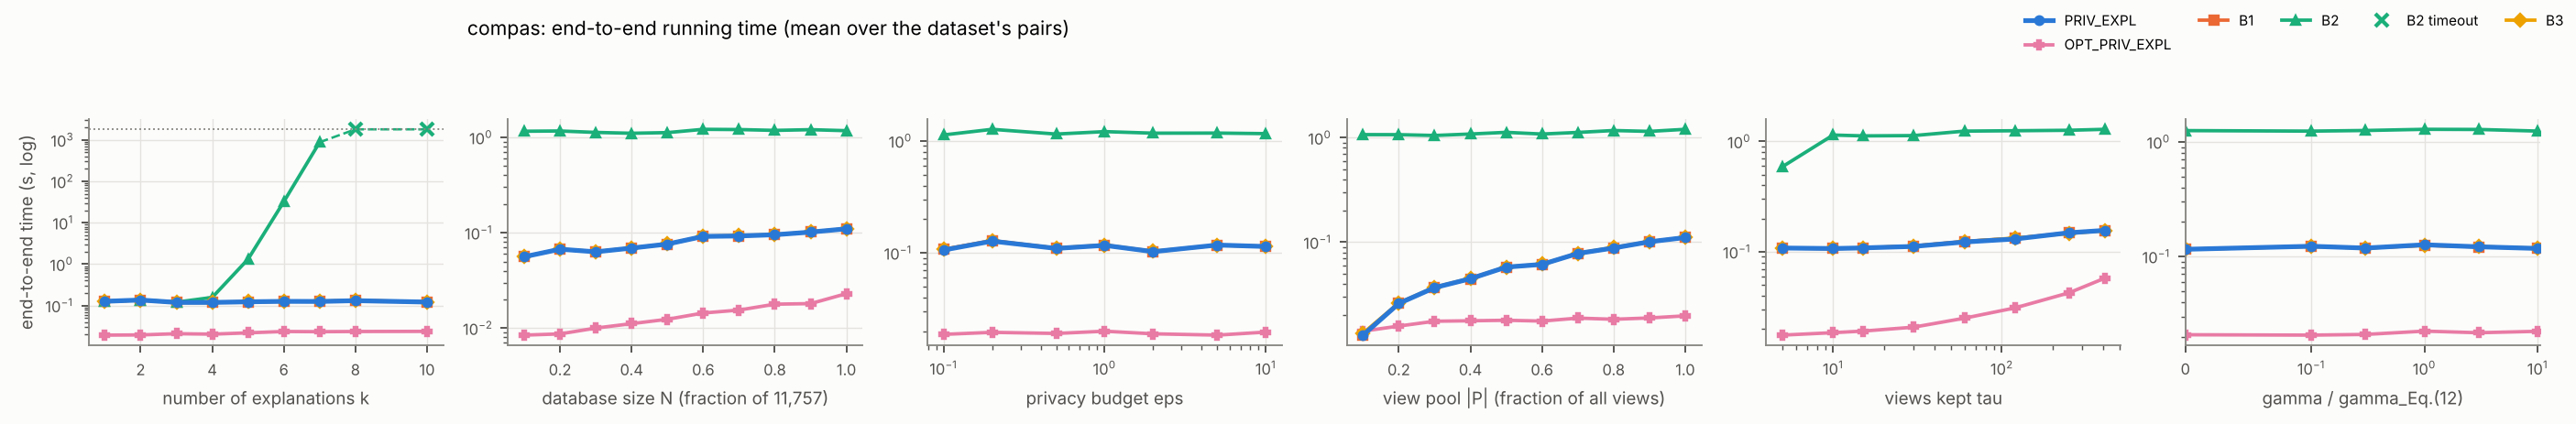 compas: end-to-end running time (mean over the dataset's pairs)
PRIV_EXPL
B1
B2
B2 timeout
B3
OPT_PRIV_EXPL
end-to-end time (s, log)
10³
10²
10¹
10⁰
10⁻¹
2
4
6
8
10
number of explanations k
10⁰
10⁻¹
10⁻²
0.2
0.4
0.6
0.8
1.0
database size N (fraction of 11,757)
10⁰
10⁻¹
10⁻¹
10⁰
10¹
privacy budget eps
10⁰
10⁻¹
0.2
0.4
0.6
0.8
1.0
view pool |P| (fraction of all views)
10⁰
10⁻¹
10¹
10²
views kept tau
10⁰
10⁻¹
0
10⁻¹
10⁰
10¹
gamma / gamma_Eq.(12)